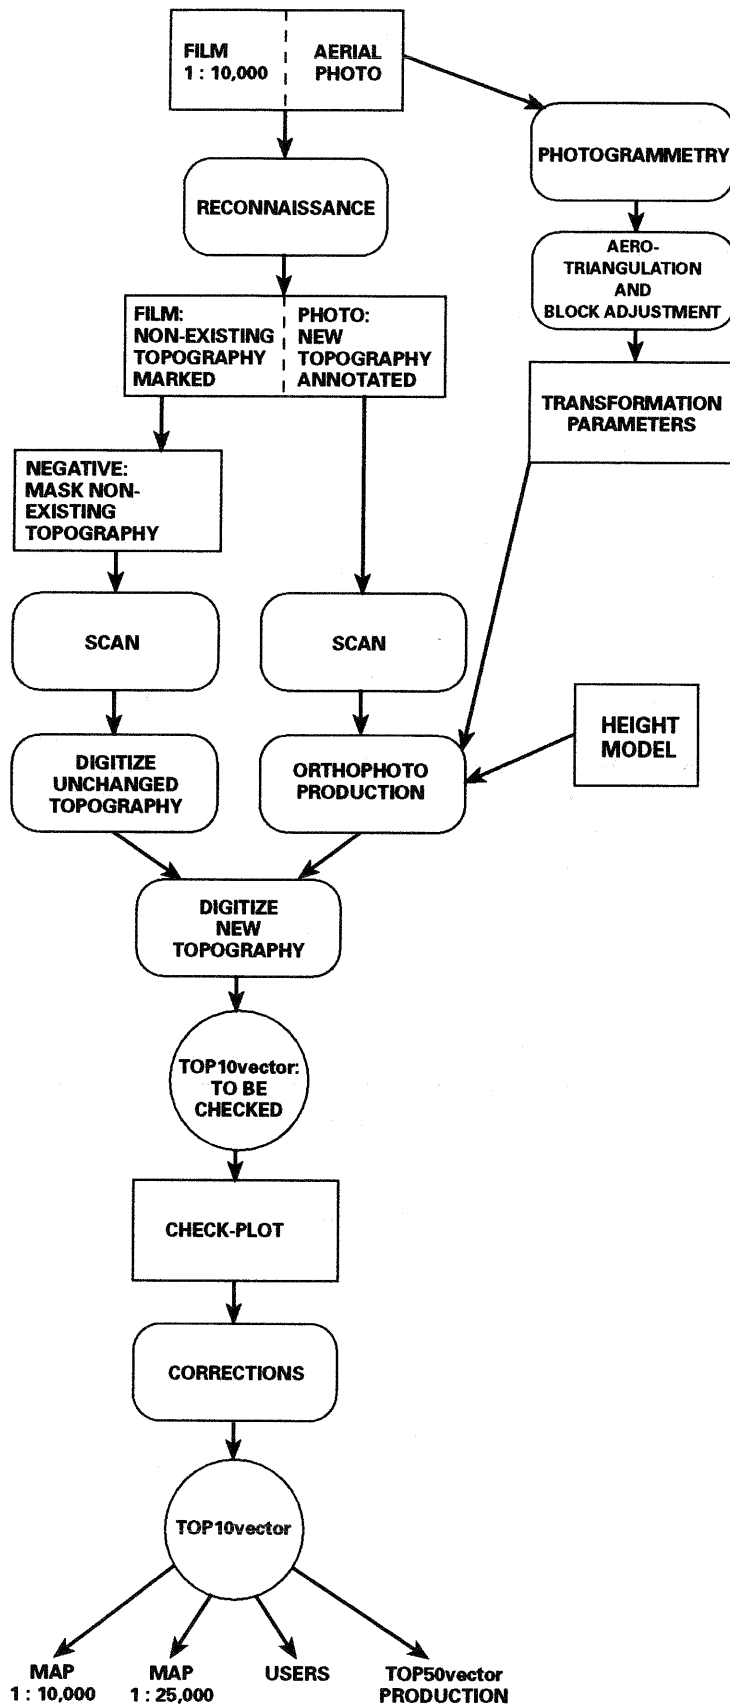 FILM
1 : 10,000
AERIAL
PHOTO
PHOTOGRAMMETRY
RECONNAISSANCE
AERO-
TRIANGULATION
AND
BLOCK ADJUSTMENT
FILM:
NON-EXISTING
TOPOGRAPHY
MARKED
PHOTO:
NEW
TOPOGRAPHY
ANNOTATED
TRANSFORMATION
PARAMETERS
NEGATIVE:
MASK NON-
EXISTING
TOPOGRAPHY
SCAN
SCAN
HEIGHT
MODEL
DIGITIZE
UNCHANGED
TOPOGRAPHY
ORTHOPHOTO
PRODUCTION
DIGITIZE
NEW
TOPOGRAPHY
TOP10vector:
TO BE
CHECKED
CHECK-PLOT
CORRECTIONS
TOP10vector
MAP
1 : 10,000
MAP
1 : 25,000
USERS
TOP50vector
PRODUCTION